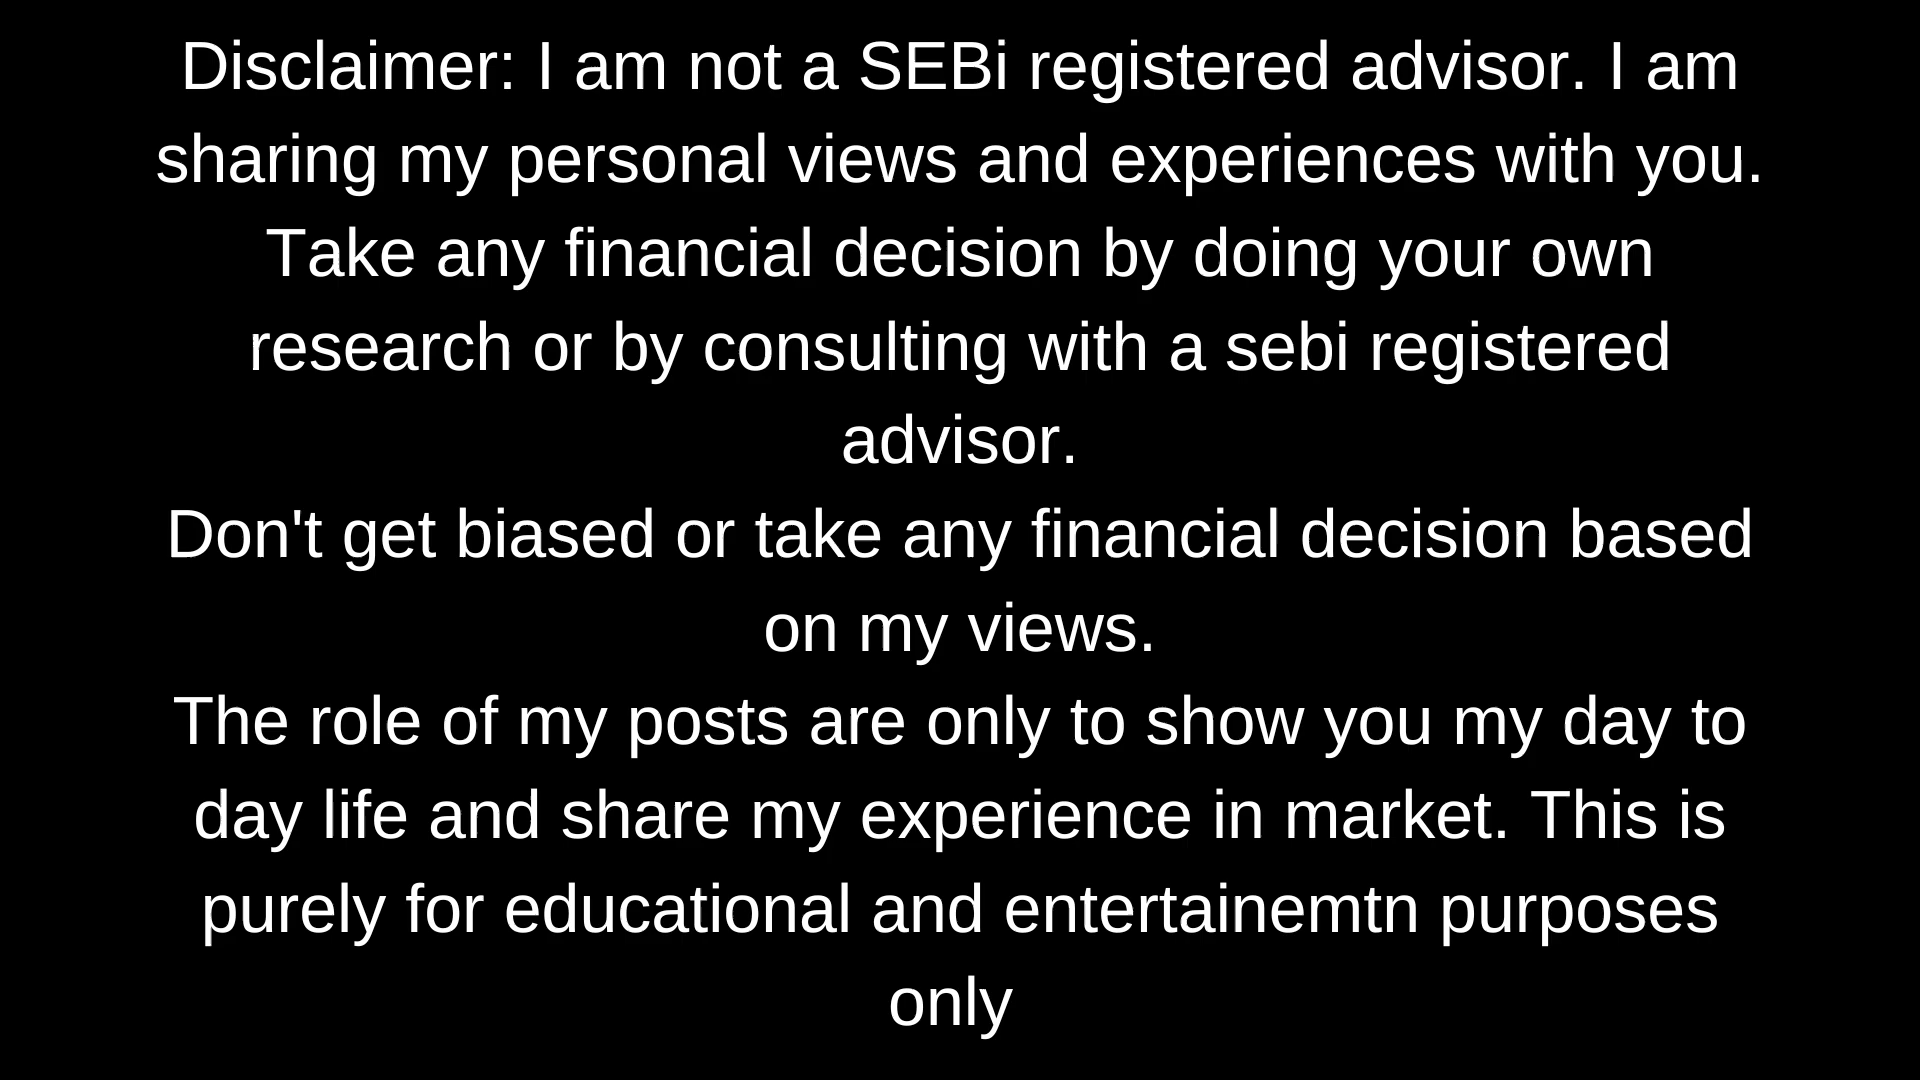 Disclaimer: I am not a SEBi registered advisor. I am
sharing my personal views and experiences with you.
Take any financial decision by doing your own
research or by consulting with a sebi registered
advisor.
Don't get biased or take any financial decision based
on my views.
The role of my posts are only to show you my day to
day life and share my experience in market. This is
purely for educational and entertainemtn purposes
only